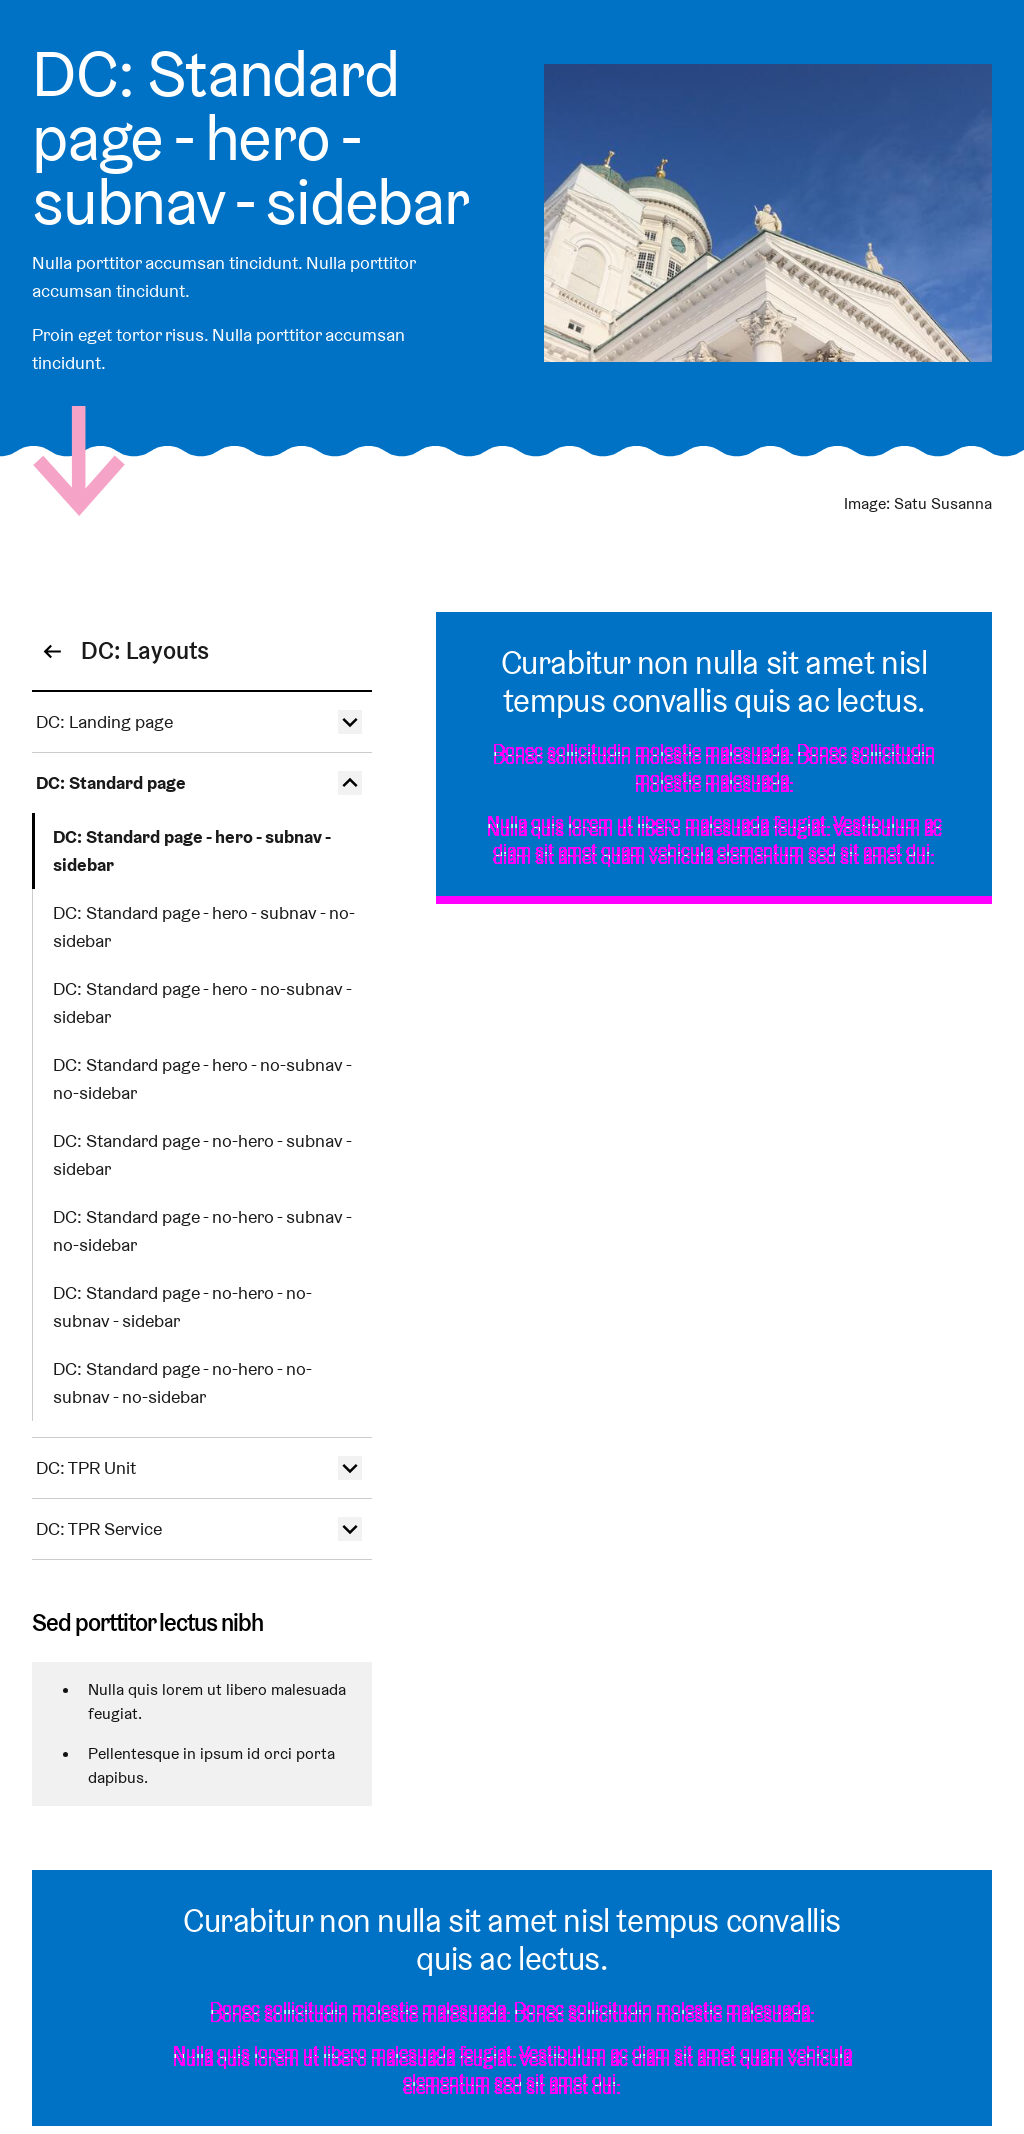 DC: Standard
page - hero -
subnav - sidebar
Nulla porttitor accumsan tincidunt. Nulla porttitor
accumsan tincidunt.
Proin eget tortor risus. Nulla porttitor accumsan
tincidunt.
Image: Satu Susanna
DC: Layouts
DC: Landing page
DC: Standard page
DC: Standard page - hero - subnav -
sidebar
DC: Standard page - hero - subnav - no-
sidebar
DC: Standard page - hero - no-subnav -
sidebar
DC: Standard page - hero - no-subnav -
no-sidebar
DC: Standard page - no-hero - subnav -
sidebar
DC: Standard page - no-hero - subnav -
no-sidebar
DC: Standard page - no-hero - no-
subnav - sidebar
DC: Standard page - no-hero - no-
subnav - no-sidebar
DC: TPR Unit
DC: TPR Service
Sed porttitor lectus nibh
Nulla quis lorem ut libero malesuada
feugiat.
Pellentesque in ipsum id orci porta
dapibus.
Curabitur non nulla sit amet nisl
tempus convallis quis ac lectus.
Donec sollicitudin molestie malesuada. Donec sollicitudin
molestie malesuada.
Nulla quis lorem ut libero malesuada feugiat. Vestibulum ac
diam sit amet quam vehicula elementum sed sit amet dui.
Curabitur non nulla sit amet nisl tempus convallis
quis ac lectus.
Donec sollicitudin molestie malesuada. Donec sollicitudin molestie malesuada.
Nulla quis lorem ut libero malesuada feugiat. Vestibulum ac diam sit amet quam vehicula
elementum sed sit amet dui.